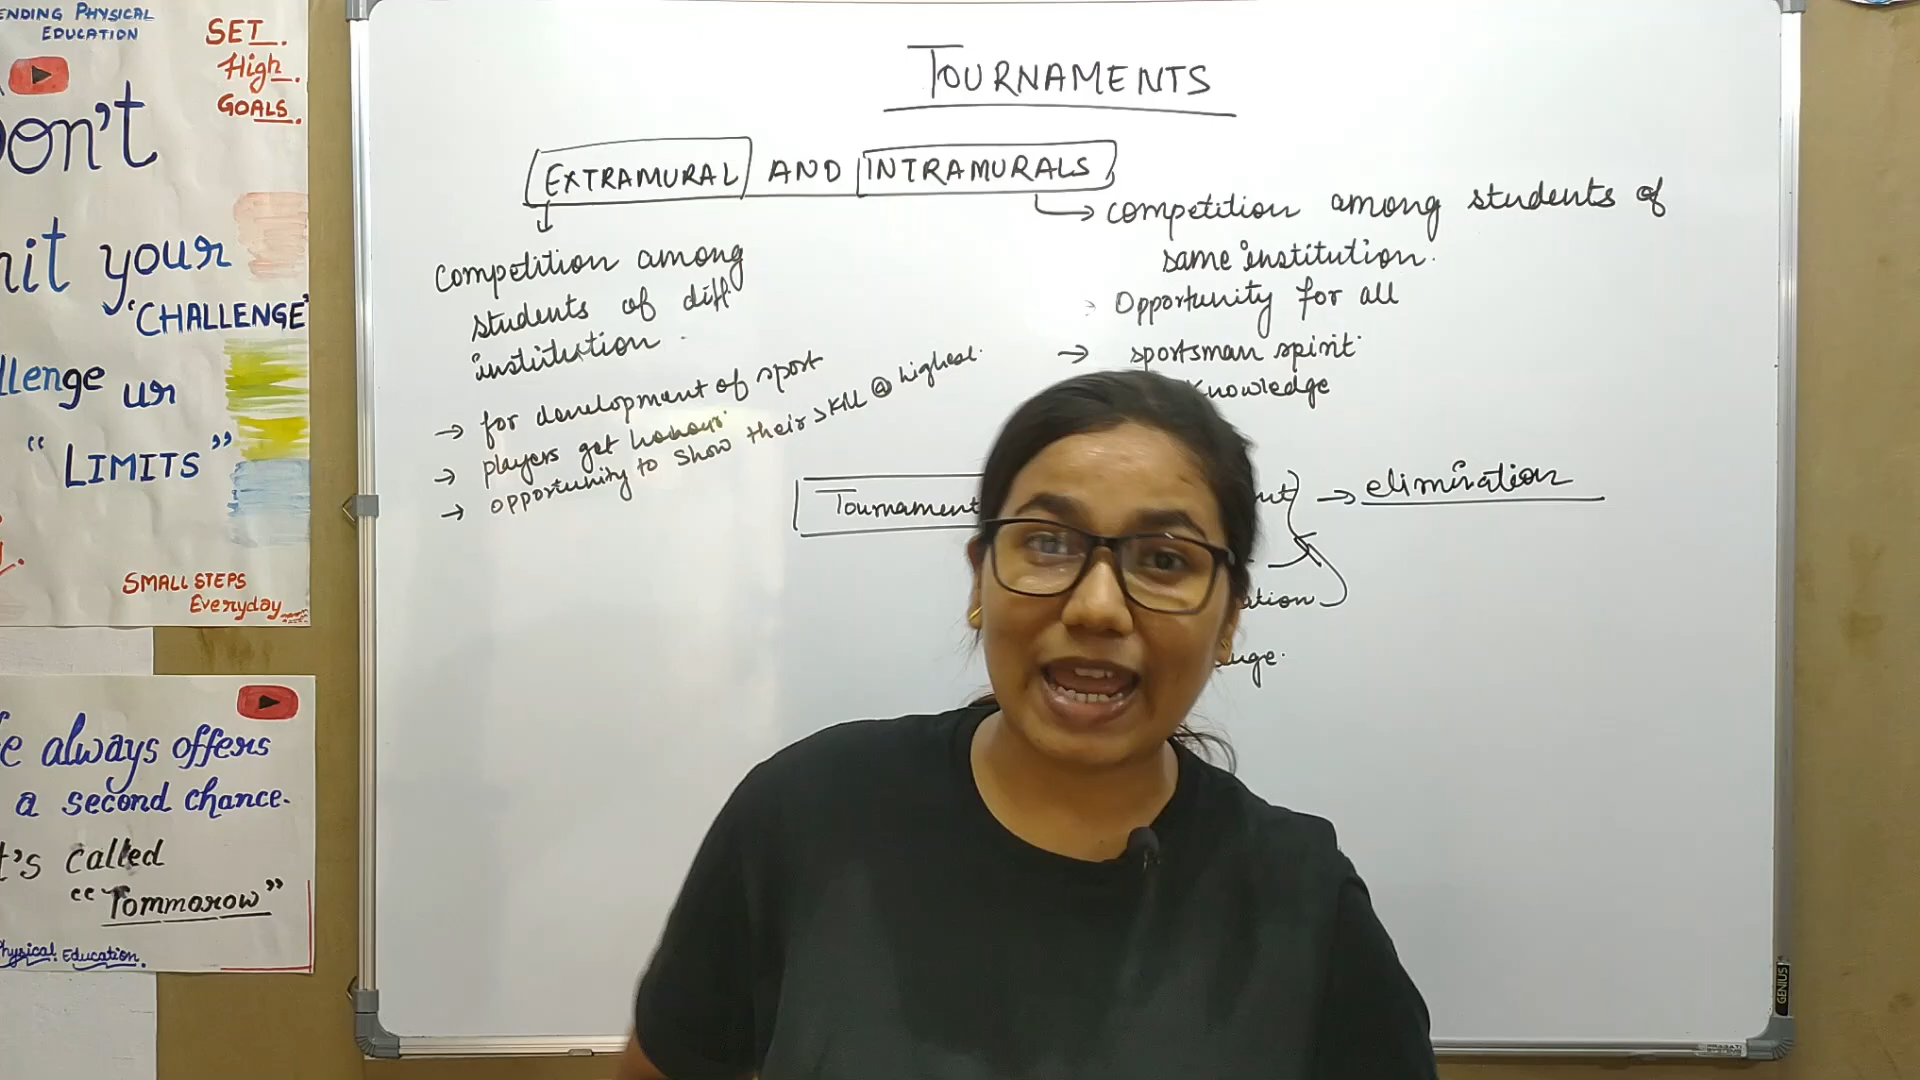 ENDING PHYSICAL
EDUCATION
SET
High
GOALS.
on't
your
'CHALLENGE'
llenge ur
"LIMITS"
SMALL STEPS
Everyday
always offers
a second chance.
t's called
"Tommorow"
Physical Education.
TOURNAMENTS
EXTRAMURAL AND INTRAMURALS
competition among
students of diff
institution.
→ for development of sport
→ players get honour
→ opportunity to show their skill @ highest.
→ competition among students of
same institution.
Opportunity for all
→ sportsman spirit
knowledge
Tournament
→ elimination
GENIUS